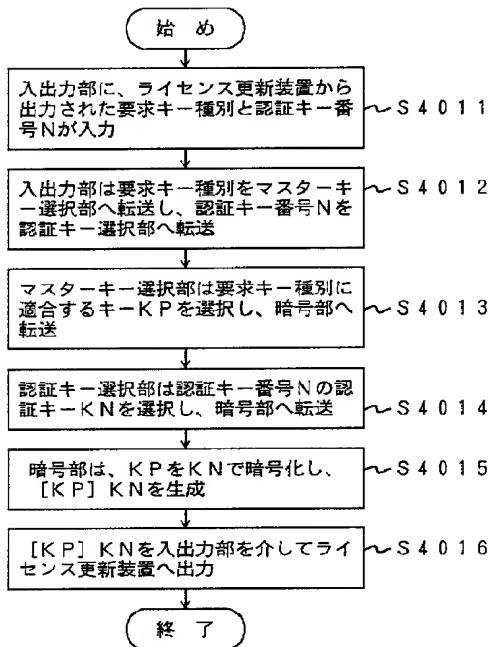 始 め
入出力部に、ライセンス更新装置から
出力された要求キー種別と認証キー番
号Nが入力
S4011
入出力部は要求キー種別をマスターキ
ー選択部へ転送し、認証キー番号Nを
認証キー選択部へ転送
S4012
マスターキー選択部は要求キー種別に
適合するキーKPを選択し、暗号部へ
転送
S4013
認証キー選択部は認証キー番号Nの認
証キーKNを選択し、暗号部へ転送
S4014
暗号部は、KPをKNで暗号化し、
[KP] KNを生成
S4015
[KP] KNを入出力部を介してライ
センス更新装置へ出力
S4016
終 了